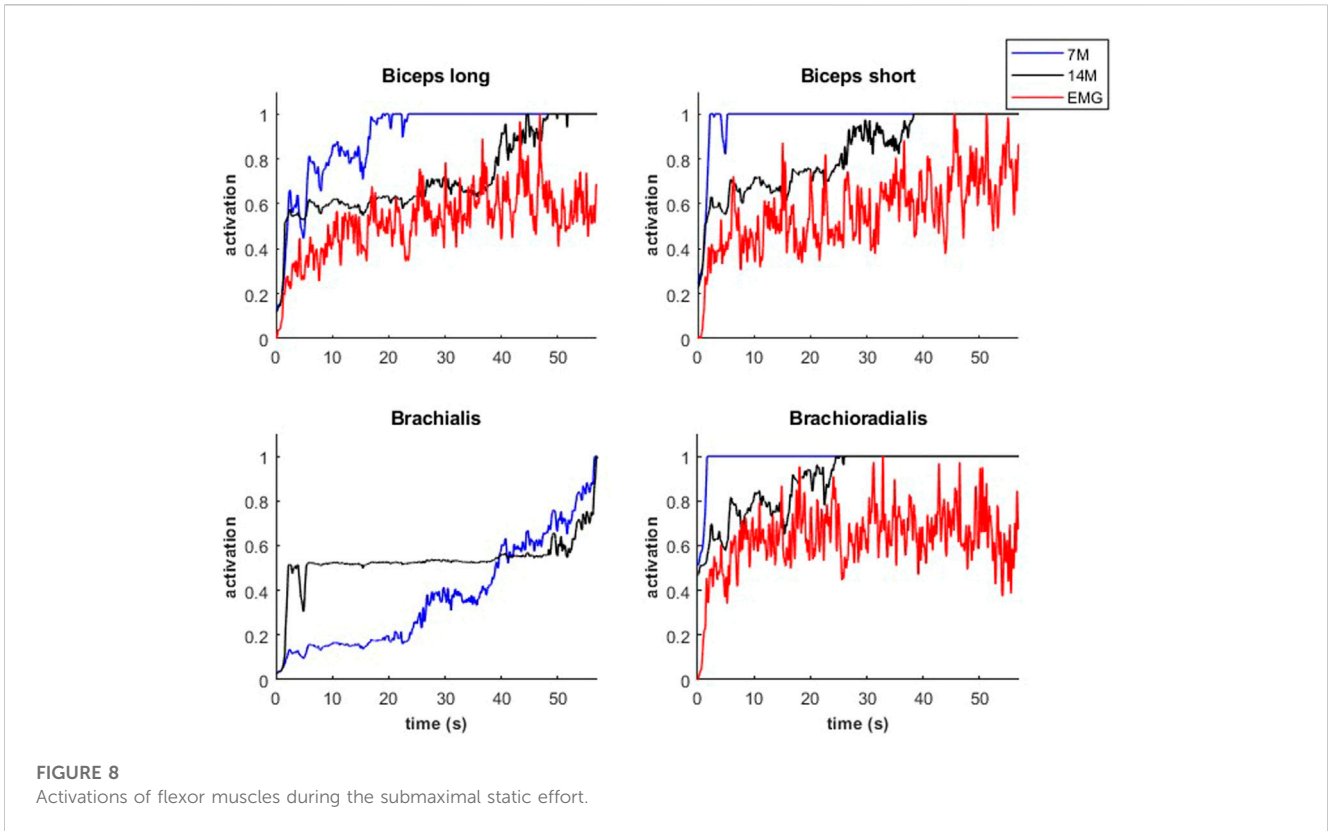 7M
14M
EMG
Biceps long
Biceps short
1
0.8
0.6
0.4
0.2
0
activation
0 10 20 30 40 50
1
0.8
0.6
0.4
0.2
0
activation
0 10 20 30 40 50
Brachialis
Brachioradialis
1
0.8
0.6
0.4
0.2
0
activation
0 10 20 30 40 50
time (s)
1
0.8
0.6
0.4
0.2
0
activation
0 10 20 30 40 50
time (s)
FIGURE 8
Activations of flexor muscles during the submaximal static effort.